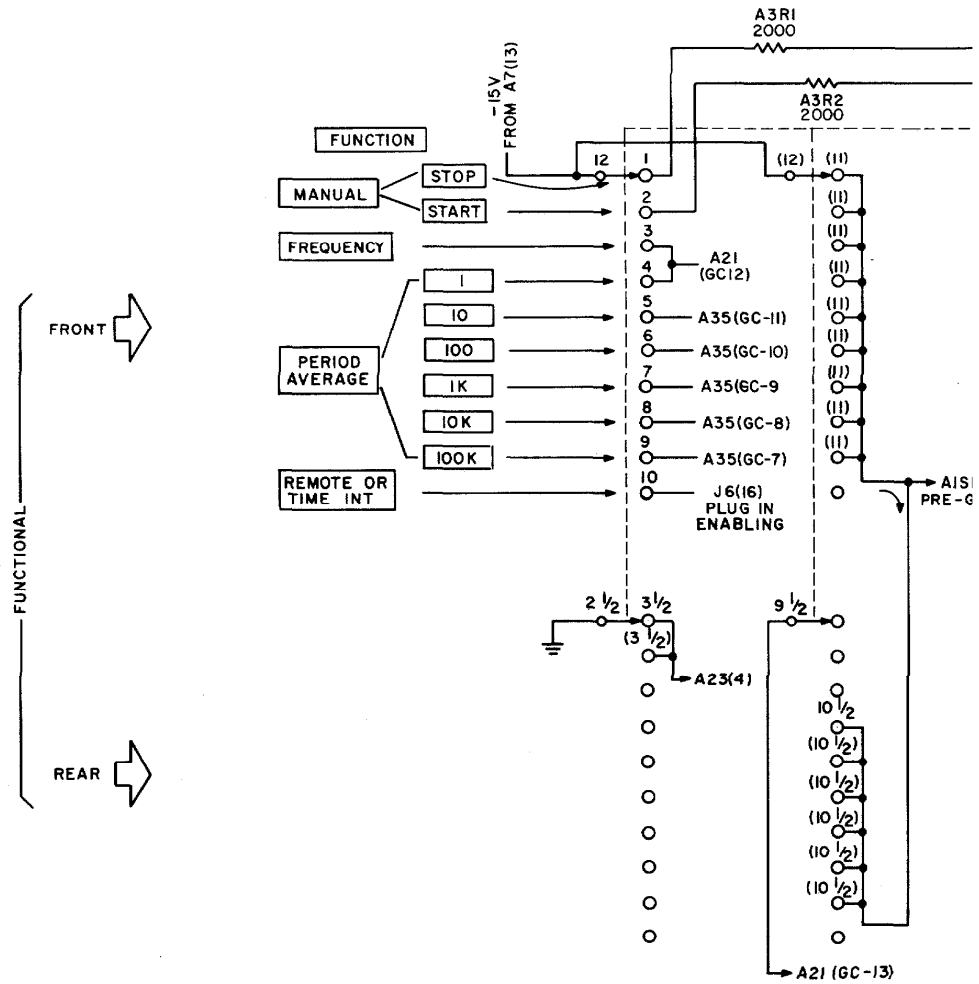 A3R1
2000
-15V
FROM A7(13)
A3R2
2000
FUNCTION
12
1
(12)
(11)
STOP
MANUAL
2
(11)
START
3
(11)
FREQUENCY
A21
(GC12)
4
(11)
1
5
(11)
10
A35(GC-11)
FRONT
6
(11)
100
A35(GC-10)
PERIOD
AVERAGE
7
(11)
1K
A35(GC-9
8
(11)
10K
A35(GC-8)
9
(11)
100K
A35(GC-7)
REMOTE OR
TIME INT
10
J6(16)
PLUG IN
ENABLING
PRE-G
FUNCTIONAL
2 1/2
3 1/2
9 1/2
(3 1/2)
A23(4)
10 1/2
(10 1/2)
REAR
(10 1/2)
(10 1/2)
(10 1/2)
(10 1/2)
A21 (GC-13)